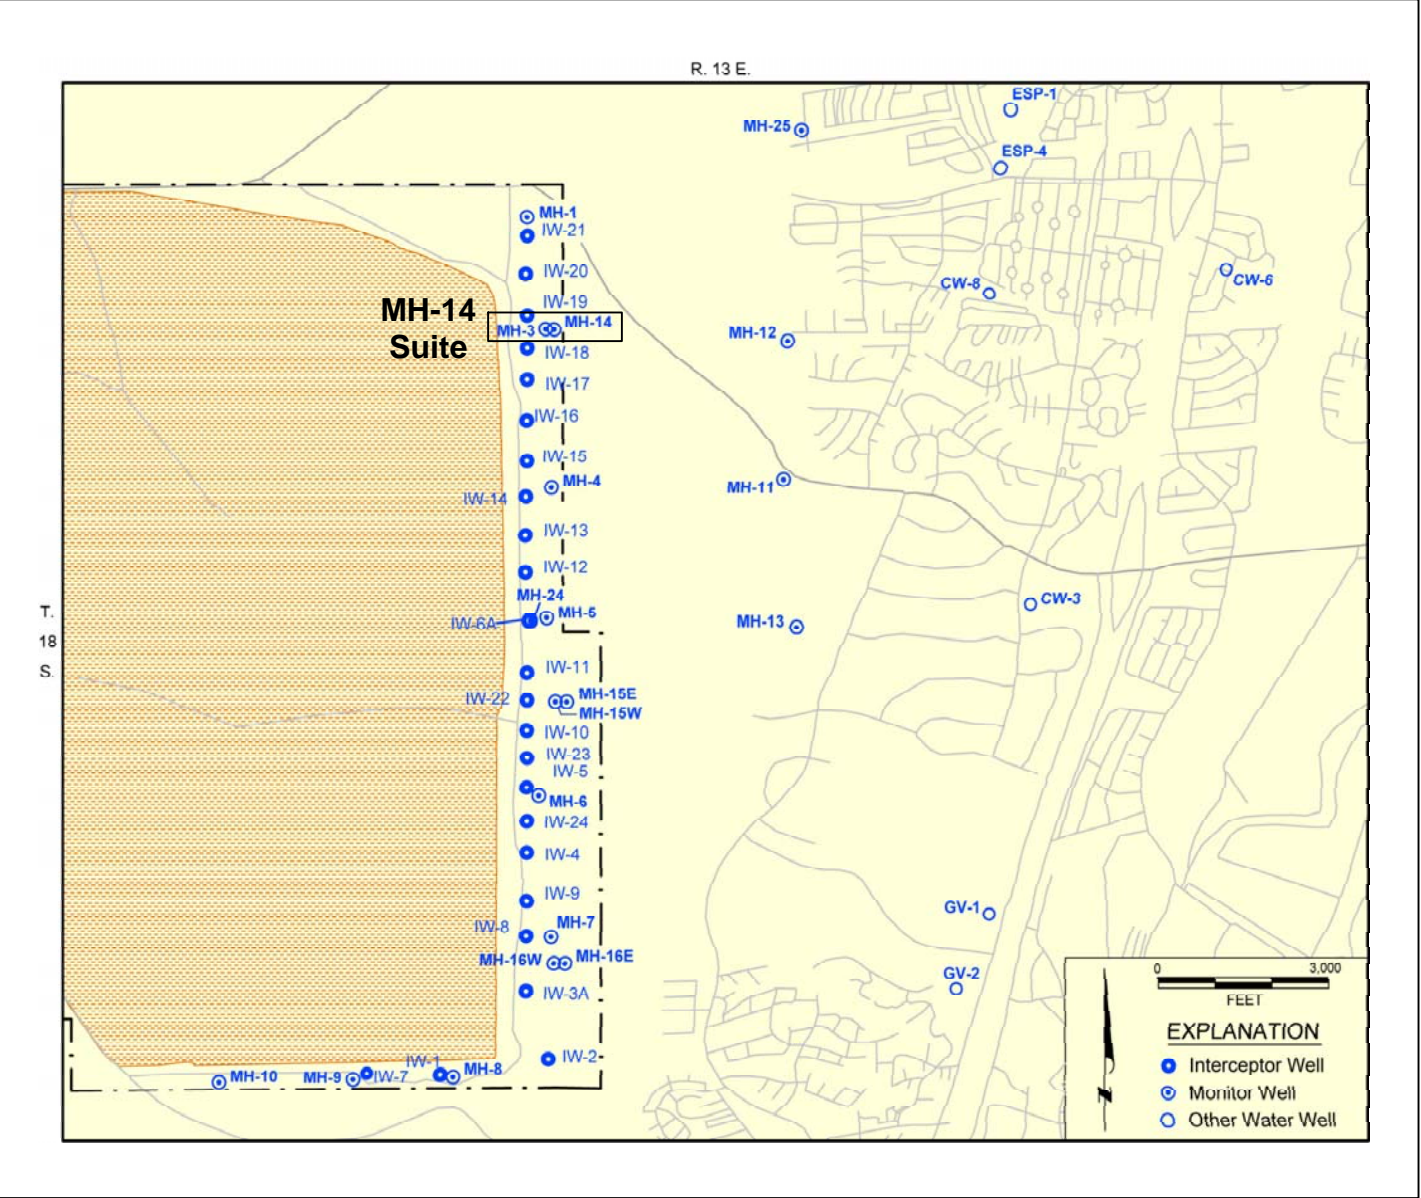 R. 13 E.
ESP-1
MH-25
ESP-4
MH-1
IW-21
IW-20
CW-6
CW-8
IW-19
MH-14
Suite
MH-14
MH-3
MH-12
IW-18
IW-17
IW-16
IW-15
MH-4
MH-11
IW-14
IW-13
IW-12
MH-24
CW-3
T.
18
S.
MH-5
IW-6A
MH-13
IW-11
MH-15E
IW-22
MH-15W
IW-10
IW-23
IW-5
MH-6
IW-24
IW-4
IW-9
GV-1
MH-7
IW-8
MH-16E
MH-16W
GV-2
IW-3A
0 3,000
FEET
EXPLANATION
Interceptor Well
Monitor Well
Other Water Well
IW-2
IW-1
MH-8
MH-10
MH-9
IW-7